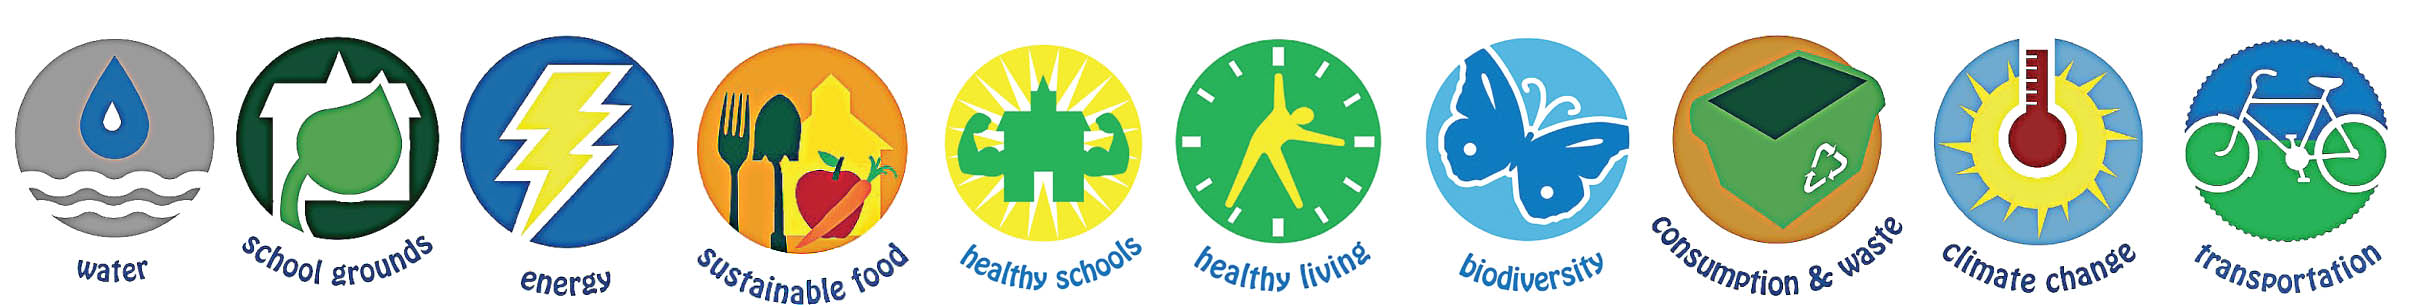 water
school grounds
energy
sustainable food
healthy schools
healthy living
biodiversity
consumption & waste
climate change
transportation